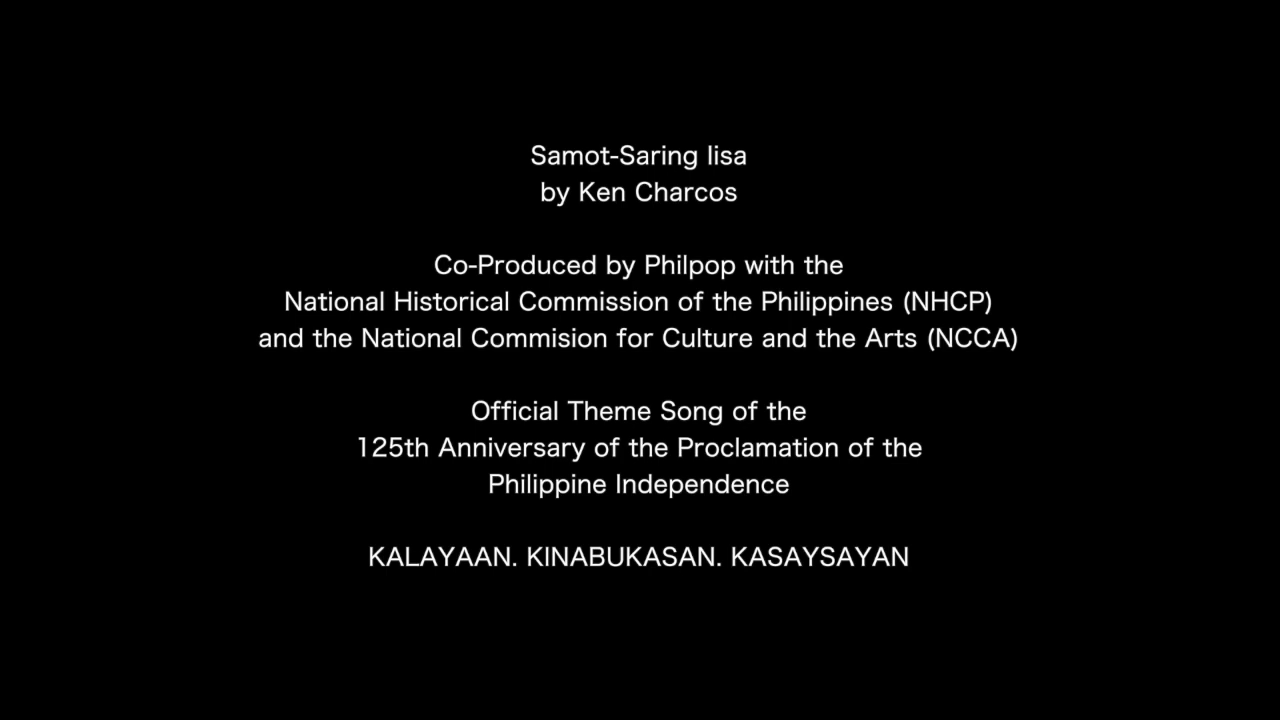 Samot-Saring Iisa
by Ken Charcos
Co-Produced by Philpop with the
National Historical Commission of the Philippines (NHCP)
and the National Commision for Culture and the Arts (NCCA)
Official Theme Song of the
125th Anniversary of the Proclamation of the
Philippine Independence
KALAYAAN. KINABUKASAN. KASAYSAYAN